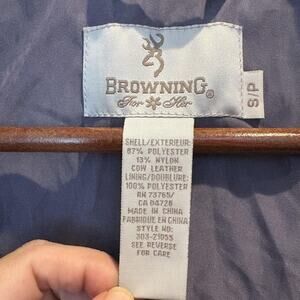 BROWNING®
For Her
S/P
SHELL/EXTERIEUR:
87% POLYESTER
13% NYLON
COW LEATHER
LINING/DOUBLURE:
100% POLYESTER
RN 73765/
CA 04728
MADE IN CHINA
FABRIQUE EN CHINA
STYLE NO:
303-21055
SEE REVERSE
FOR CARE